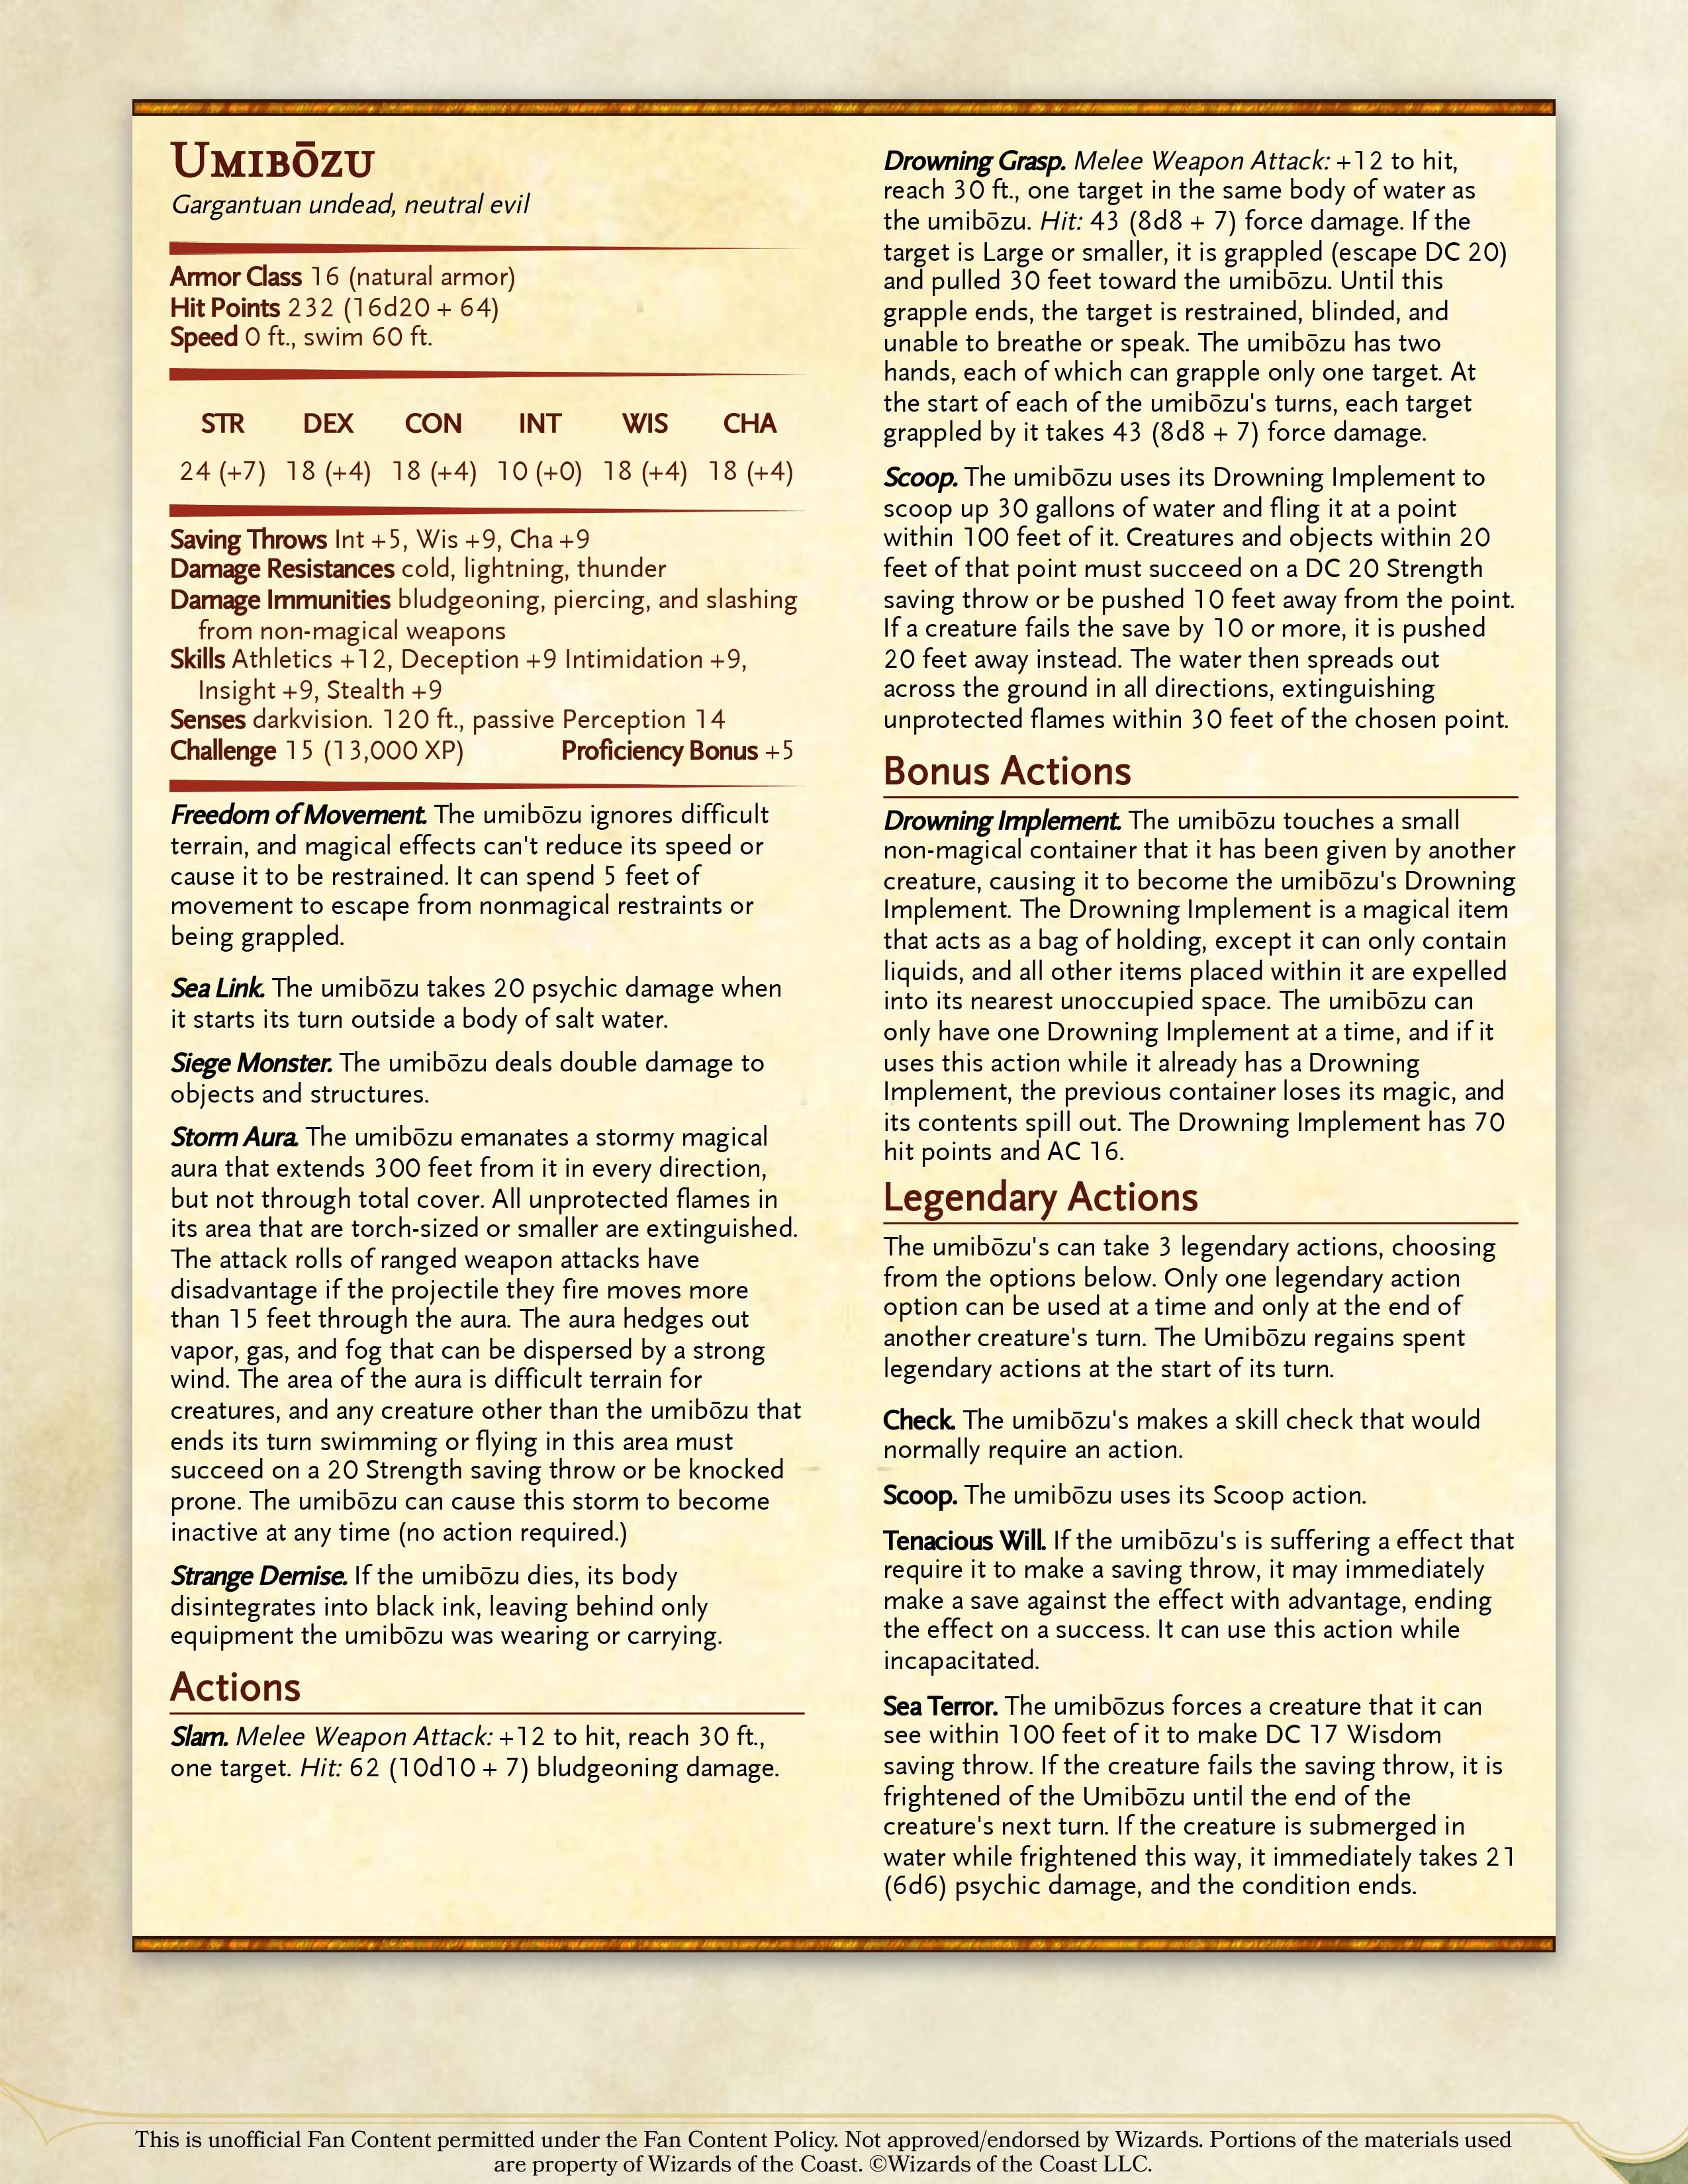 Umibōzu
Gargantuan undead, neutral evil
Armor Class 16 (natural armor)
Hit Points 232 (16d20 + 64)
Speed 0 ft., swim 60 ft.
STR DEX CON INT WIS CHA
24 (+7) 18 (+4) 18 (+4) 10 (+0) 18 (+4) 18 (+4)
Saving Throws Int +5, Wis +9, Cha +9
Damage Resistances cold, lightning, thunder
Damage Immunities bludgeoning, piercing, and slashing
from non-magical weapons
Skills Athletics +12, Deception +9 Intimidation +9,
Insight +9, Stealth +9
Senses darkvision. 120 ft., passive Perception 14
Challenge 15 (13,000 XP) Proficiency Bonus +5
Freedom of Movement. The umibōzu ignores difficult
terrain, and magical effects can't reduce its speed or
cause it to be restrained. It can spend 5 feet of
movement to escape from nonmagical restraints or
being grappled.
Sea Link. The umibōzu takes 20 psychic damage when
it starts its turn outside a body of salt water.
Siege Monster. The umibōzu deals double damage to
objects and structures.
Storm Aura. The umibōzu emanates a stormy magical
aura that extends 300 feet from it in every direction,
but not through total cover. All unprotected flames in
its area that are torch-sized or smaller are extinguished.
The attack rolls of ranged weapon attacks have
disadvantage if the projectile they fire moves more
than 15 feet through the aura. The aura hedges out
vapor, gas, and fog that can be dispersed by a strong
wind. The area of the aura is difficult terrain for
creatures, and any creature other than the umibōzu that
ends its turn swimming or flying in this area must
succeed on a 20 Strength saving throw or be knocked
prone. The umibōzu can cause this storm to become
inactive at any time (no action required.)
Strange Demise. If the umibōzu dies, its body
disintegrates into black ink, leaving behind only
equipment the umibōzu was wearing or carrying.
Actions
Slam. Melee Weapon Attack: +12 to hit, reach 30 ft.,
one target. Hit: 62 (10d10 + 7) bludgeoning damage.
Drowning Grasp. Melee Weapon Attack: +12 to hit,
reach 30 ft., one target in the same body of water as
the umibōzu. Hit: 43 (8d8 + 7) force damage. If the
target is Large or smaller, it is grappled (escape DC 20)
and pulled 30 feet toward the umibōzu. Until this
grapple ends, the target is restrained, blinded, and
unable to breathe or speak. The umibōzu has two
hands, each of which can grapple only one target. At
the start of each of the umibōzu's turns, each target
grappled by it takes 43 (8d8 + 7) force damage.
Scoop. The umibōzu uses its Drowning Implement to
scoop up 30 gallons of water and fling it at a point
within 100 feet of it. Creatures and objects within 20
feet of that point must succeed on a DC 20 Strength
saving throw or be pushed 10 feet away from the point.
If a creature fails the save by 10 or more, it is pushed
20 feet away instead. The water then spreads out
across the ground in all directions, extinguishing
unprotected flames within 30 feet of the chosen point.
Bonus Actions
Drowning Implement. The umibōzu touches a small
non-magical container that it has been given by another
creature, causing it to become the umibōzu's Drowning
Implement. The Drowning Implement is a magical item
that acts as a bag of holding, except it can only contain
liquids, and all other items placed within it are expelled
into its nearest unoccupied space. The umibōzu can
only have one Drowning Implement at a time, and if it
uses this action while it already has a Drowning
Implement, the previous container loses its magic, and
its contents spill out. The Drowning Implement has 70
hit points and AC 16.
Legendary Actions
The umibōzu's can take 3 legendary actions, choosing
from the options below. Only one legendary action
option can be used at a time and only at the end of
another creature's turn. The Umibōzu regains spent
legendary actions at the start of its turn.
Check. The umibōzu's makes a skill check that would
normally require an action.
Scoop. The umibōzu uses its Scoop action.
Tenacious Will. If the umibōzu's is suffering a effect that
require it to make a saving throw, it may immediately
make a save against the effect with advantage, ending
the effect on a success. It can use this action while
incapacitated.
Sea Terror. The umibōzus forces a creature that it can
see within 100 feet of it to make DC 17 Wisdom
saving throw. If the creature fails the saving throw, it is
frightened of the Umibōzu until the end of the
creature's next turn. If the creature is submerged in
water while frightened this way, it immediately takes 21
(6d6) psychic damage, and the condition ends.
This is unofficial Fan Content permitted under the Fan Content Policy. Not approved/endorsed by Wizards. Portions of the materials used
are property of Wizards of the Coast. ©Wizards of the Coast LLC.